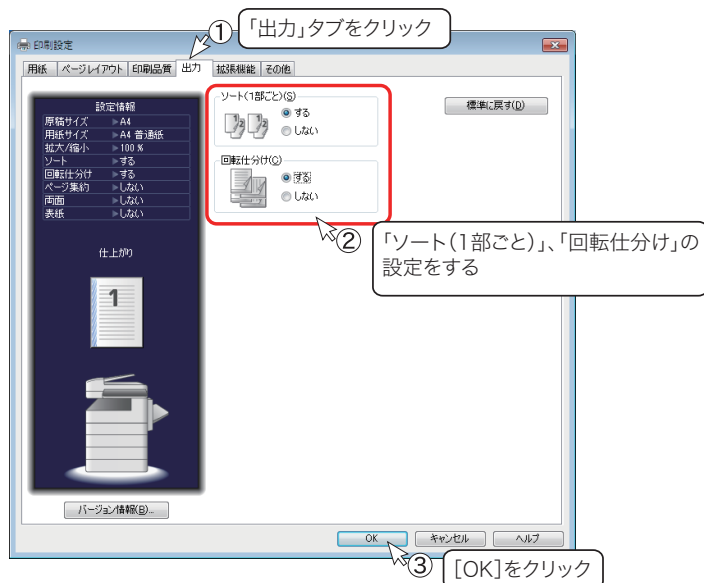 ① 「出力」タブをクリック
印刷設定
用紙 ページレイアウト 印刷品質 出力 拡張機能 その他
設定情報
原稿サイズ ▶A4
用紙サイズ ▶A4 普通紙
拡大/縮小 ▶100 %
ソート ▶する
回転仕分け ▶する
ページ集約 ▶しない
両面 ▶しない
表紙 ▶しない
仕上がり
1
バージョン情報(B)...
ソート(1部ごと)(S)
1 2 1 2
する
しない
回転仕分け(C)
する
しない
標準に戻す(D)
② 「ソート(1部ごと)」、「回転仕分け」の
設定をする
OK キャンセル ヘルプ
③ [OK]をクリック